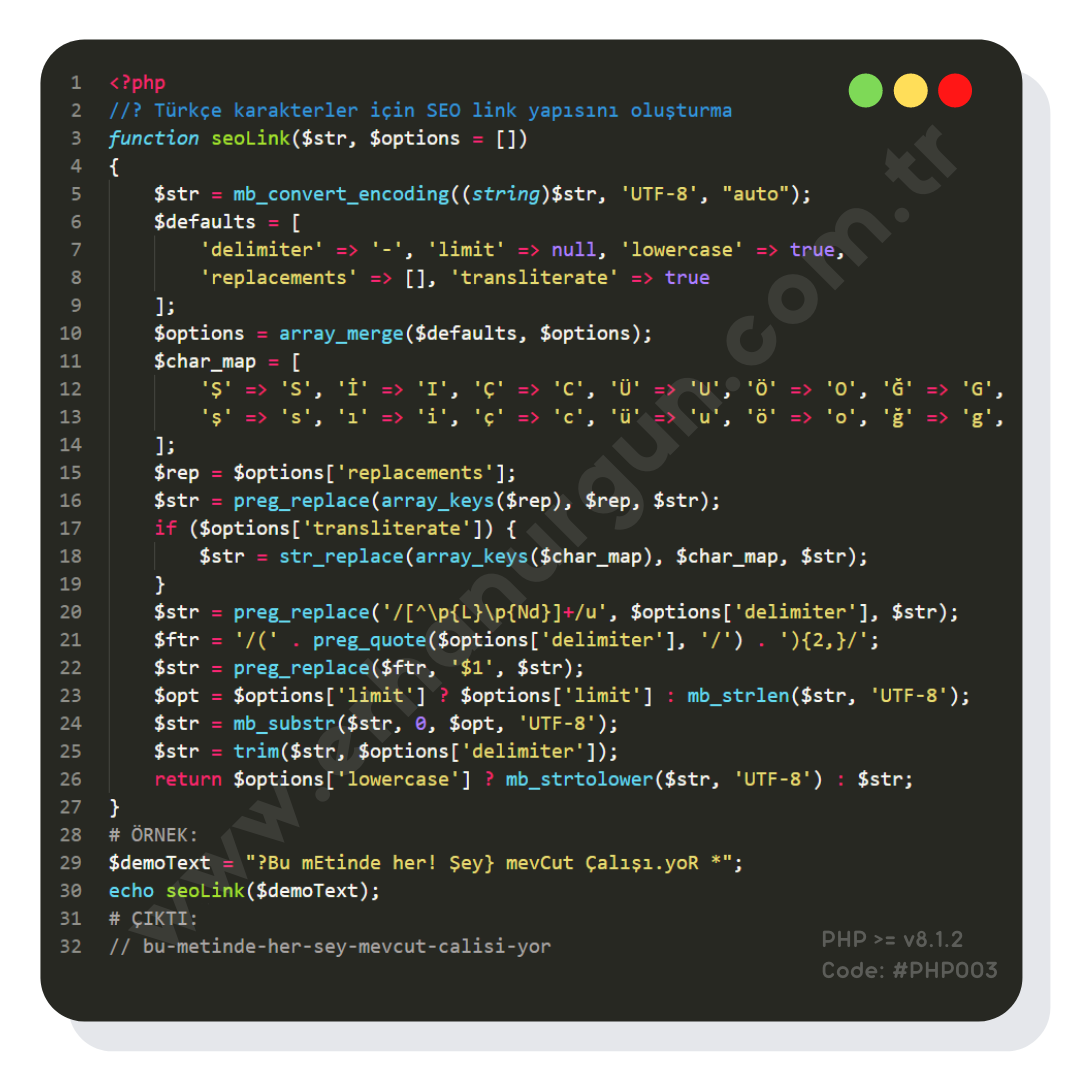 1 <?php
2 //? Türkçe karakterler için SEO link yapısını oluşturma
3 function seoLink($str, $options = [])
4 {
5     $str = mb_convert_encoding((string)$str, 'UTF-8', "auto");
6     $defaults = [
7         'delimiter' => '-', 'limit' => null, 'lowercase' => true,
8         'replacements' => [], 'transliterate' => true
9     ];
10     $options = array_merge($defaults, $options);
11     $char_map = [
12         'Ş' => 'S', 'İ' => 'I', 'Ç' => 'C', 'Ü' => 'U', 'Ö' => 'O', 'Ğ' => 'G',
13         'ş' => 's', 'ı' => 'i', 'ç' => 'c', 'ü' => 'u', 'ö' => 'o', 'ğ' => 'g',
14     ];
15     $rep = $options['replacements'];
16     $str = preg_replace(array_keys($rep), $rep, $str);
17     if ($options['transliterate']) {
18         $str = str_replace(array_keys($char_map), $char_map, $str);
19     }
20     $str = preg_replace('/[^\p{L}\p{Nd}]+/u', $options['delimiter'], $str);
21     $ftr = '/(' . preg_quote($options['delimiter'], '/') . '){2,}/';
22     $str = preg_replace($ftr, '$1', $str);
23     $opt = $options['limit'] ? $options['limit'] : mb_strlen($str, 'UTF-8');
24     $str = mb_substr($str, 0, $opt, 'UTF-8');
25     $str = trim($str, $options['delimiter']);
26     return $options['lowercase'] ? mb_strtolower($str, 'UTF-8') : $str;
27 }
28 # ÖRNEK:
29 $demoText = "?Bu mEtinde her! Şey} mevCut Çalışı.yoR *";
30 echo seoLink($demoText);
31 # ÇIKTI:
32 // bu-metinde-her-sey-mevcut-calisi-yor
PHP >= v8.1.2
Code: #PHP003
www.erhanurgun.com.tr